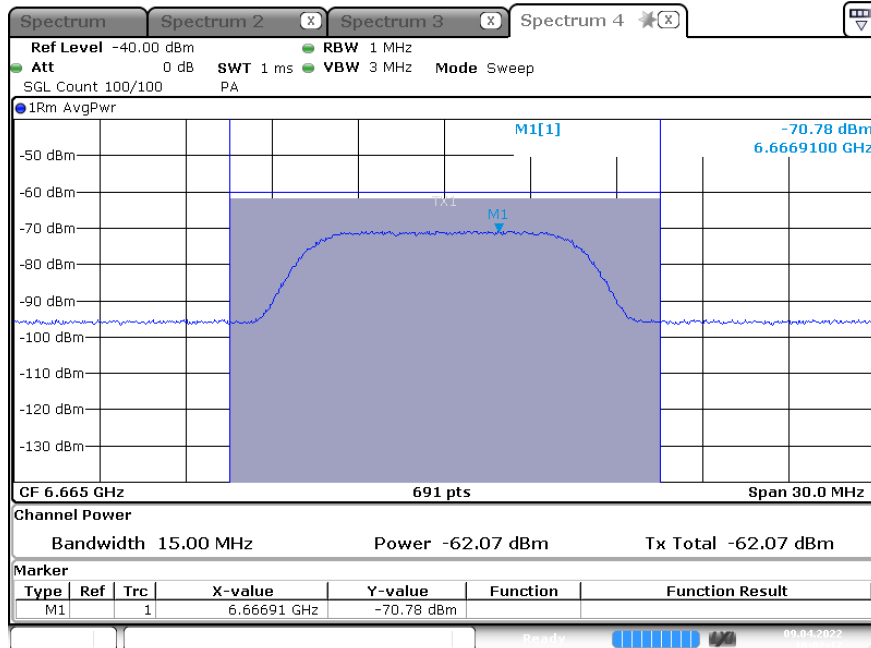 Spectrum Spectrum 2 X Spectrum 3 X Spectrum 4 X
Ref Level -40.00 dBm RBW 1 MHz
Att 0 dB SWT 1 ms VBW 3 MHz Mode Sweep
SGL Count 100/100 PA
1Rm AvgPwr
M1[1] -70.78 dBm
6.6669100 GHz
-50 dBm
-60 dBm
TX1
M1
-70 dBm
-80 dBm
-90 dBm
-100 dBm
-110 dBm
-120 dBm
-130 dBm
CF 6.665 GHz 691 pts Span 30.0 MHz
Channel Power
Bandwidth 15.00 MHz Power -62.07 dBm Tx Total -62.07 dBm
Marker
Type Ref Trc X-value Y-value Function Function Result
M1 1 6.66691 GHz -70.78 dBm
Ready 09.04.2022